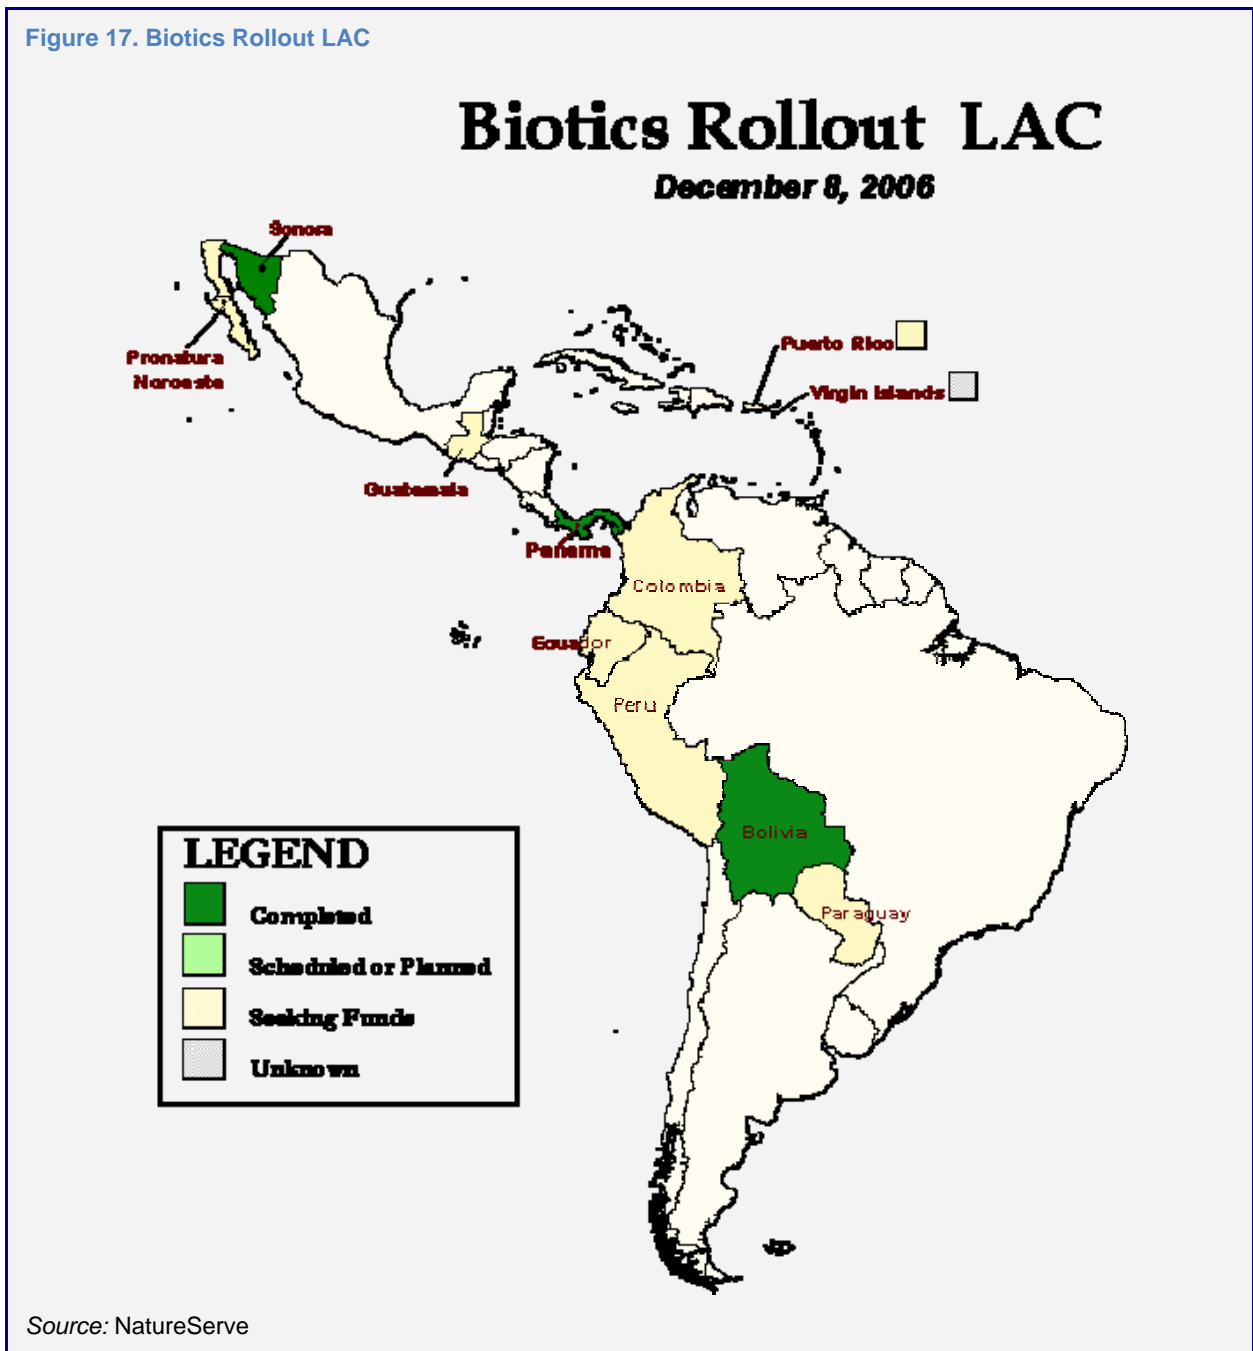 Figure 17. Biotics Rollout LAC
Biotics Rollout LAC
December 8, 2006
Sonora
Pronatura
Noroeste
Puerto Rico
Virgin Islands
Guatemala
Panama
Colombia
Ecuador
Peru
Bolivia
Paraguay
LEGEND
Completed
Scheduled or Planned
Seeking Funds
Unknown
Source: NatureServe